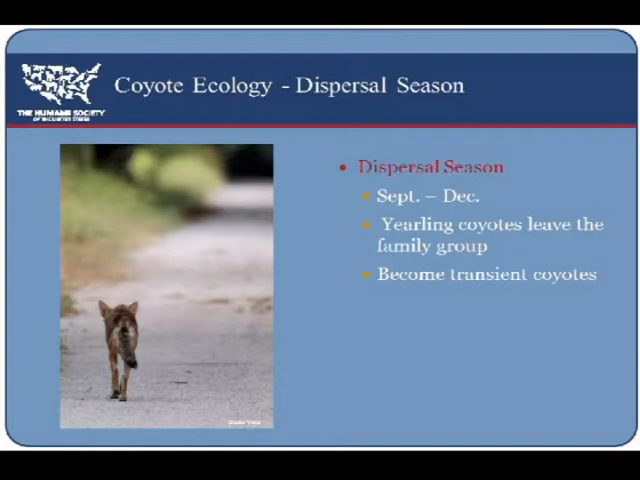 Coyote Ecology - Dispersal Season
THE HUMANE SOCIETY
OF THE UNITED STATES
• Dispersal Season
• Sept. – Dec.
• Yearling coyotes leave the
family group
• Become transient coyotes